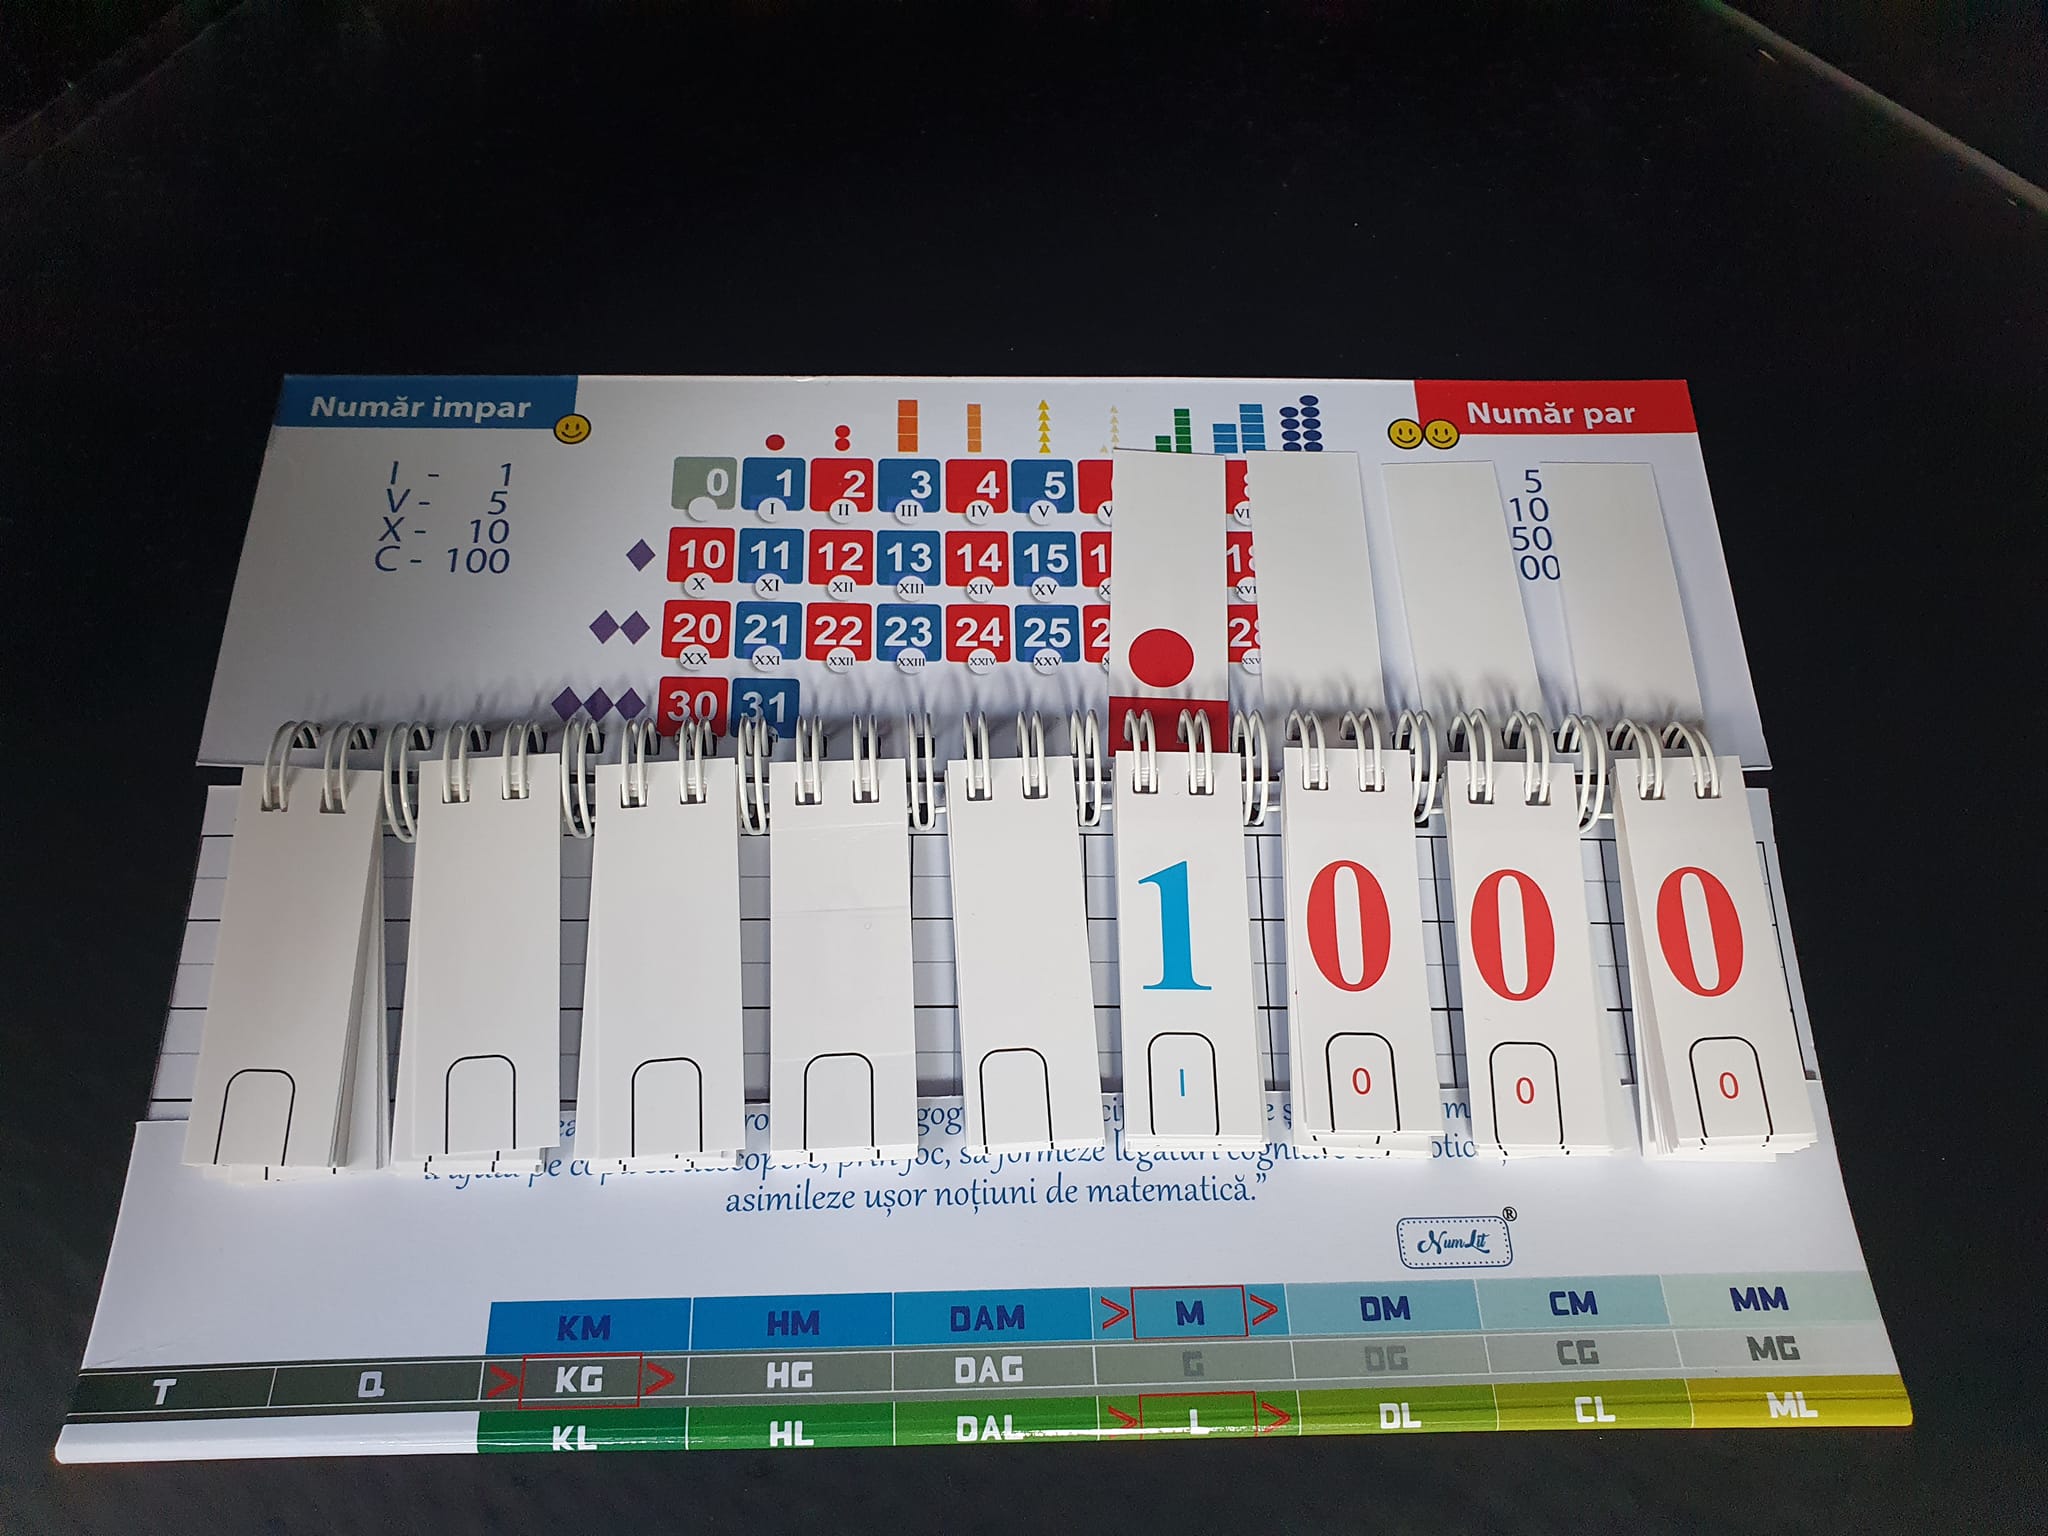 Număr impar
Număr par
I - 1
V - 5
X - 10
C - 100
0 1 2 3 4 5
I II III IV V
10 11 12 13 14 15
X XI XII XIII XIV XV
20 21 22 23 24 25
XX XXI XXII XXIII XXIV XXV
30 31
5
10
50
00
1 0 0 0
1 0 0 0
asimileze ușor noțiuni de matematică.”
NumLit ®
KM HM DAM > M > DM CM MM
T Q > KG > HG DAG G DG CG MG
KL HL DAL > L > DL CL ML